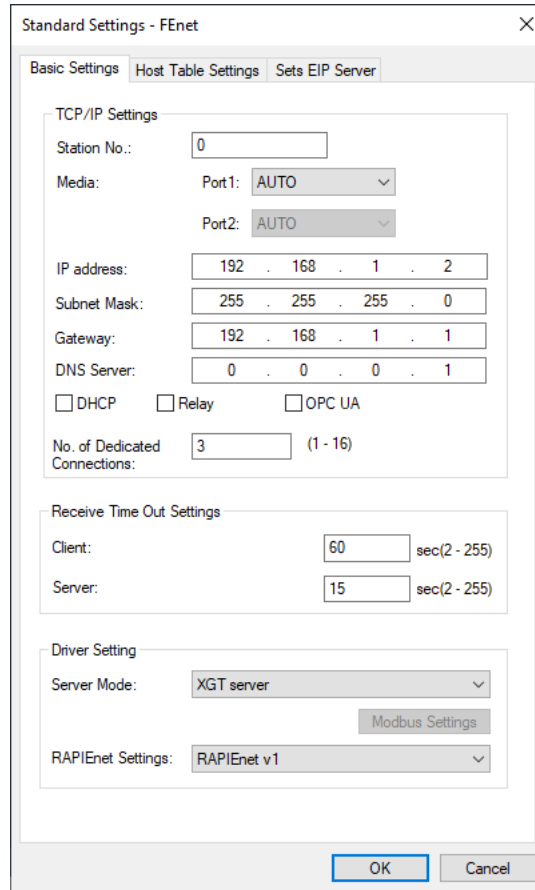 Standard Settings - FEnet
Basic Settings Host Table Settings Sets EIP Server
TCP/IP Settings
Station No.: 0
Media: Port1: AUTO
Port2: AUTO
IP address: 192 . 168 . 1 . 2
Subnet Mask: 255 . 255 . 255 . 0
Gateway: 192 . 168 . 1 . 1
DNS Server: 0 . 0 . 0 . 1
DHCP Relay OPC UA
No. of Dedicated
Connections: 3 (1 - 16)
Receive Time Out Settings
Client: 60 sec(2 - 255)
Server: 15 sec(2 - 255)
Driver Setting
Server Mode: XGT server
Modbus Settings
RAPIEnet Settings: RAPIEnet v1
OK Cancel